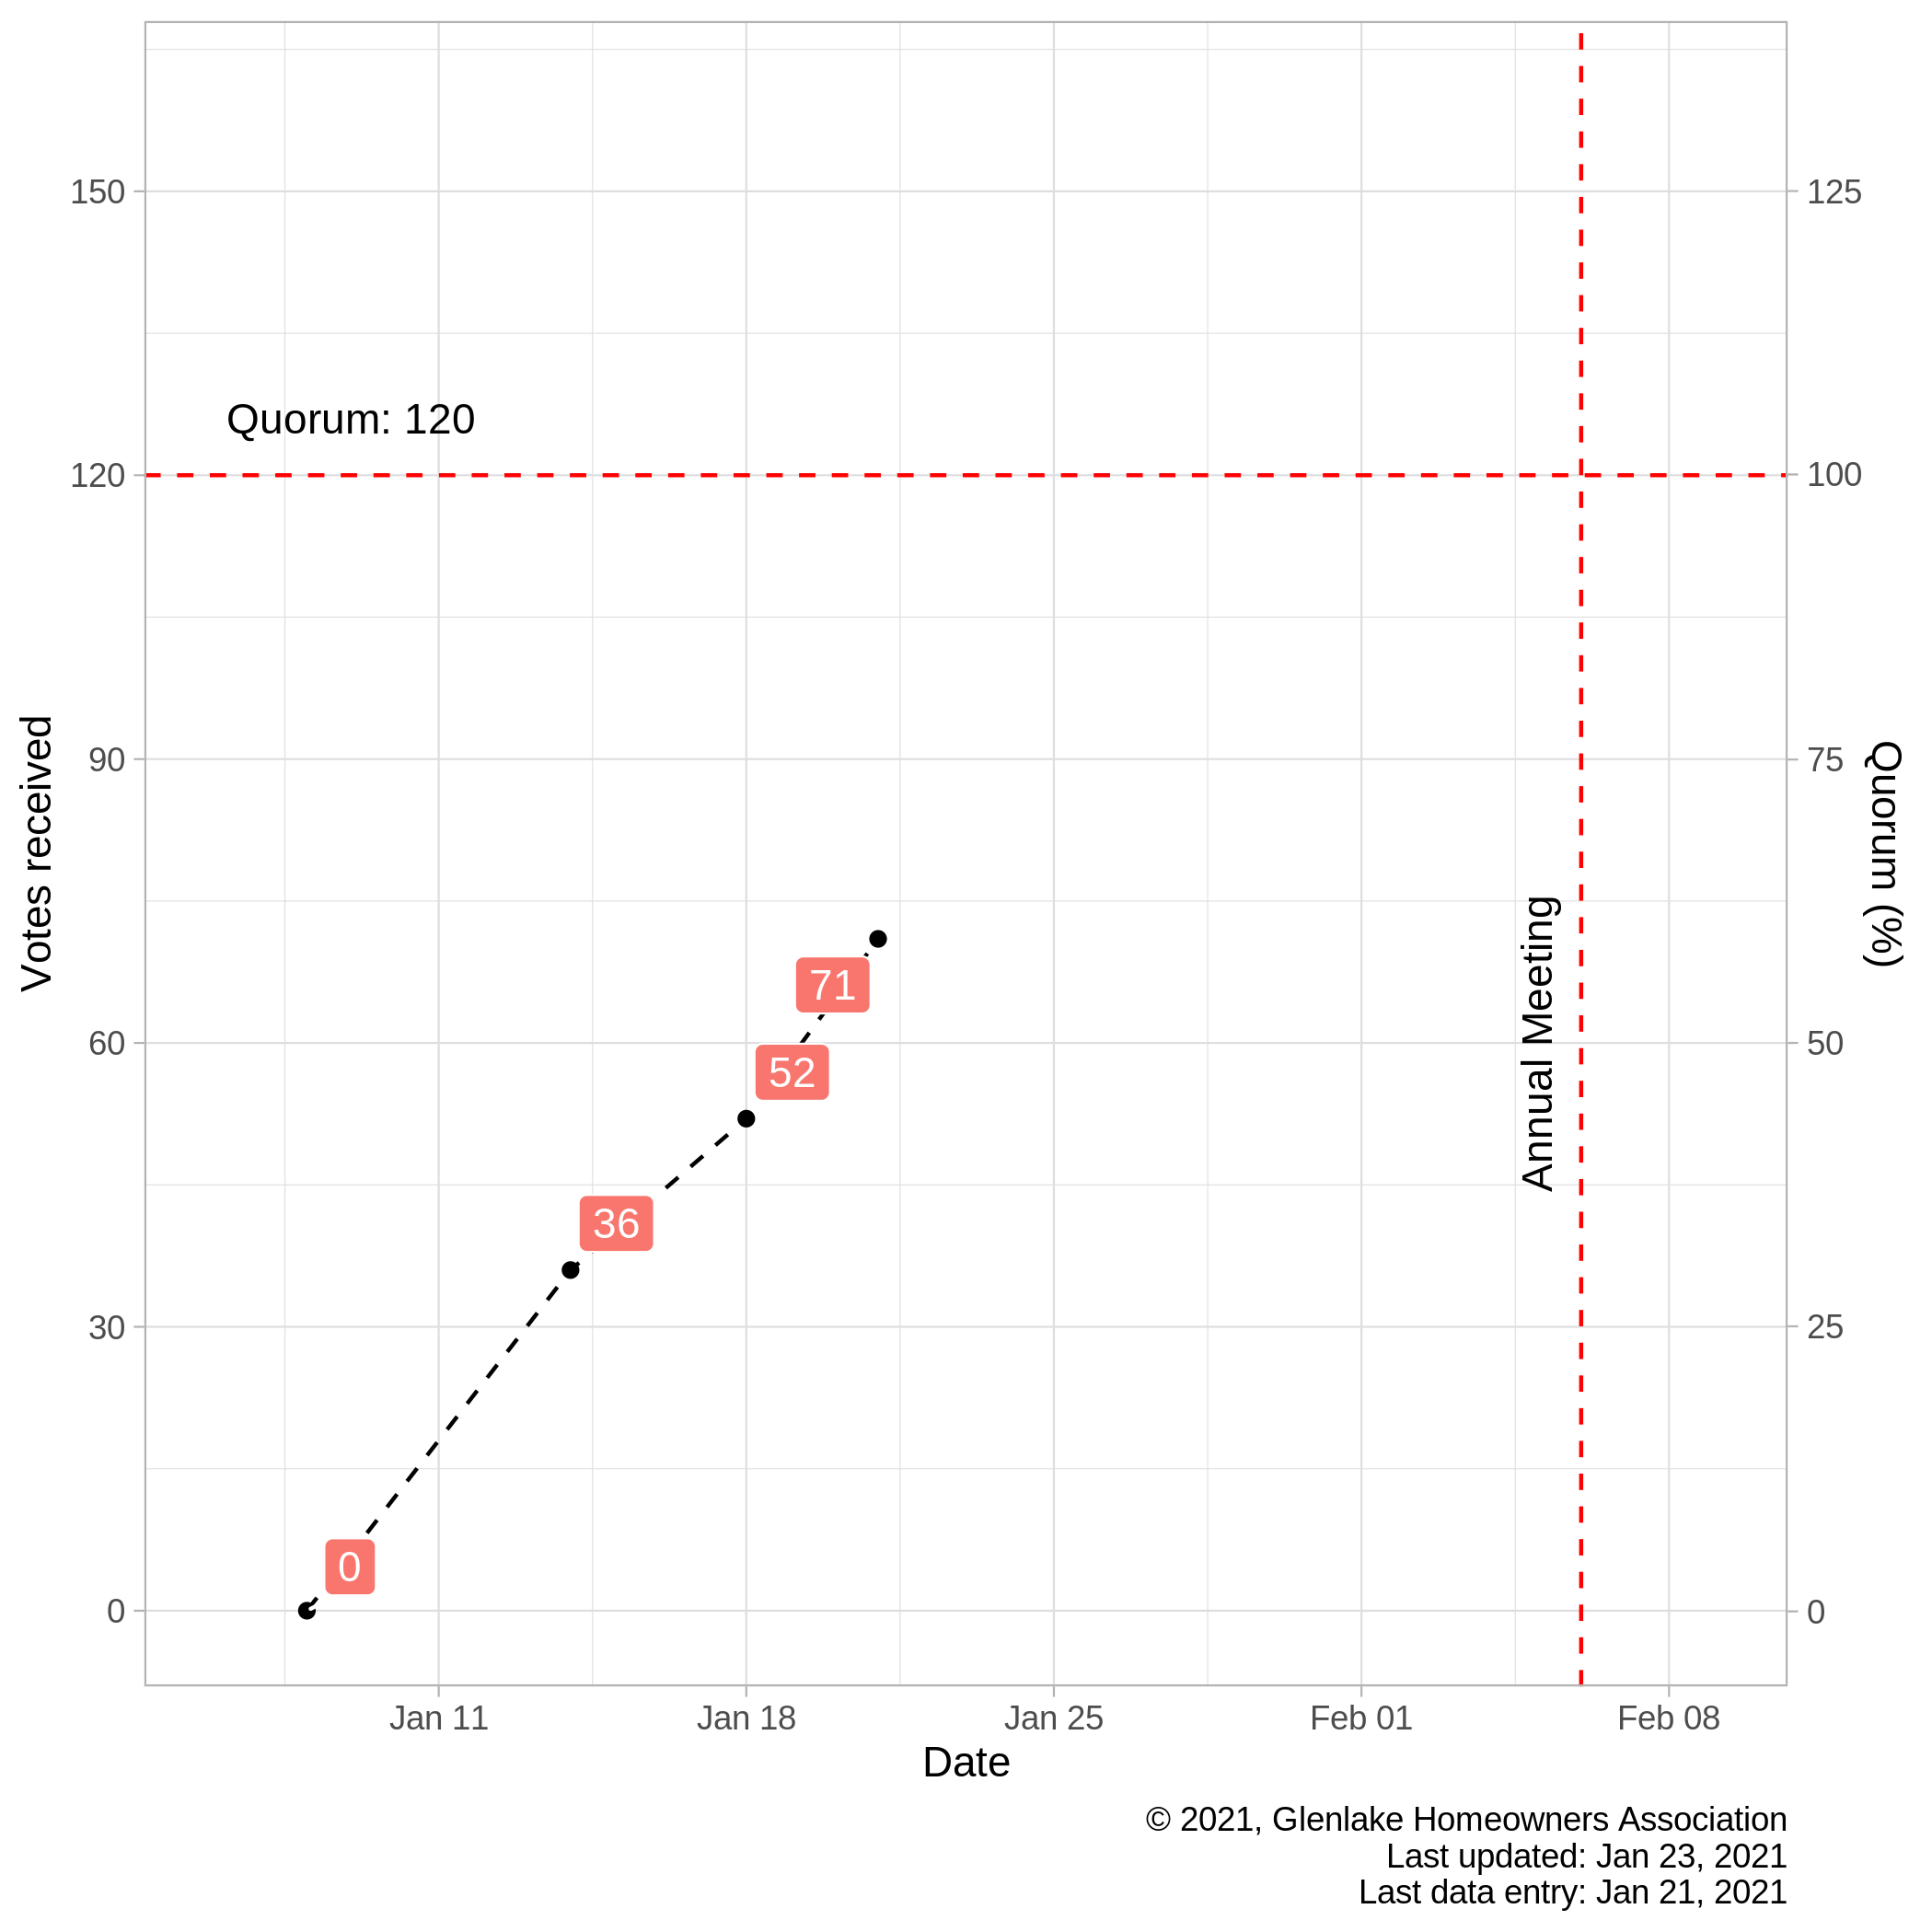 150
125
Quorum: 120
120
100
90
75
Votes received
Quorum (%)
71
60
50
52
Annual Meeting
36
30
25
0
0
0
Jan 11
Jan 18
Jan 25
Feb 01
Feb 08
Date
© 2021, Glenlake Homeowners Association
Last updated: Jan 23, 2021
Last data entry: Jan 21, 2021